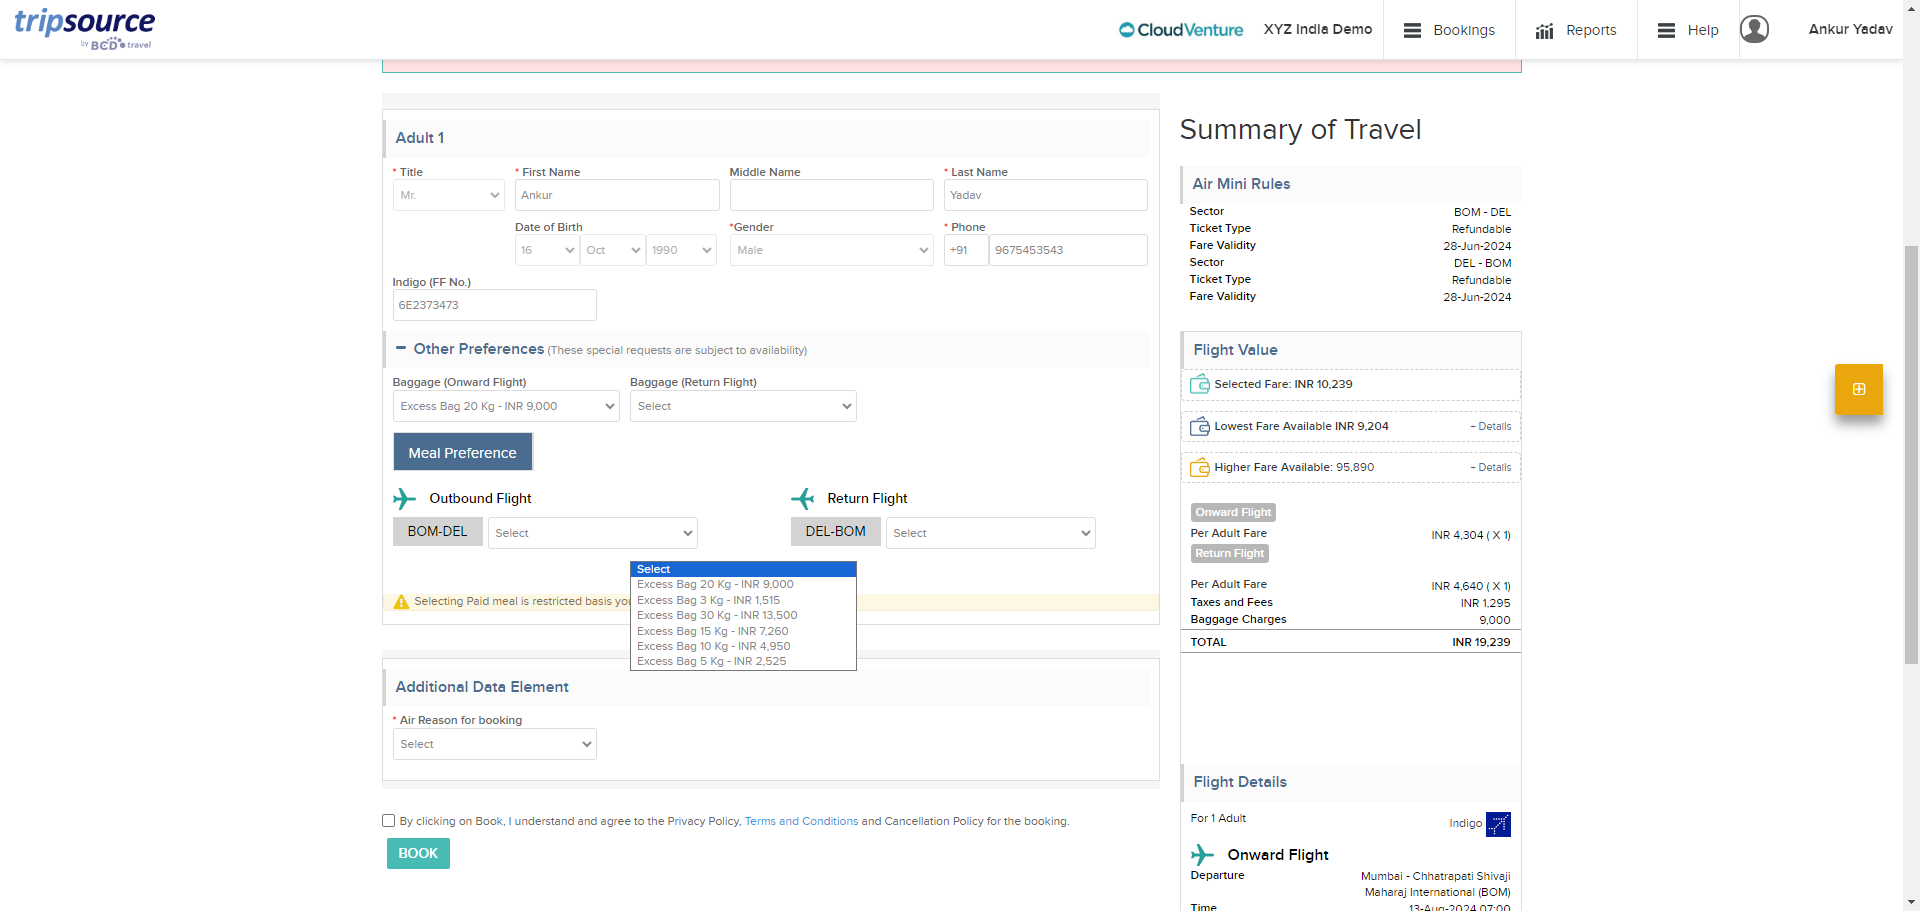 tripsource
by BCD travel
CloudVenture
XYZ India Demo
Bookings
Reports
Help
Ankur Yadav
Adult 1
* Title
* First Name
Middle Name
* Last Name
Mr.
Ankur
Yadav
Date of Birth
*Gender
* Phone
16
Oct
1990
Male
+91
9675453543
Indigo (FF No.)
6E2373473
Other Preferences (These special requests are subject to availability)
Baggage (Onward Flight)
Baggage (Return Flight)
Excess Bag 20 Kg - INR 9,000
Select
Meal Preference
Outbound Flight
Return Flight
BOM-DEL
Select
DEL-BOM
Select
Select
Excess Bag 20 Kg - INR 9,000
Excess Bag 3 Kg - INR 1,515
Excess Bag 30 Kg - INR 13,500
Excess Bag 15 Kg - INR 7,260
Excess Bag 10 Kg - INR 4,950
Excess Bag 5 Kg - INR 2,525
Selecting Paid meal is restricted basis
Additional Data Element
* Air Reason for booking
Select
By clicking on Book, I understand and agree to the Privacy Policy, Terms and Conditions and Cancellation Policy for the booking.
BOOK
Summary of Travel
Air Mini Rules
Sector BOM - DEL
Ticket Type Refundable
Fare Validity 28-Jun-2024
Sector DEL - BOM
Ticket Type Refundable
Fare Validity 28-Jun-2024
Flight Value
Selected Fare: INR 10,239
Lowest Fare Available INR 9,204 + Details
Higher Fare Available: 95,890 + Details
Onward Flight
Per Adult Fare INR 4,304 ( X 1)
Return Flight
Per Adult Fare INR 4,640 ( X 1)
Taxes and Fees INR 1,295
Baggage Charges 9,000
TOTAL INR 19,239
Flight Details
For 1 Adult Indigo
Onward Flight
Departure Mumbai - Chhatrapati Shivaji
Maharaj International (BOM)
Time 13-Aug-2024 07:00